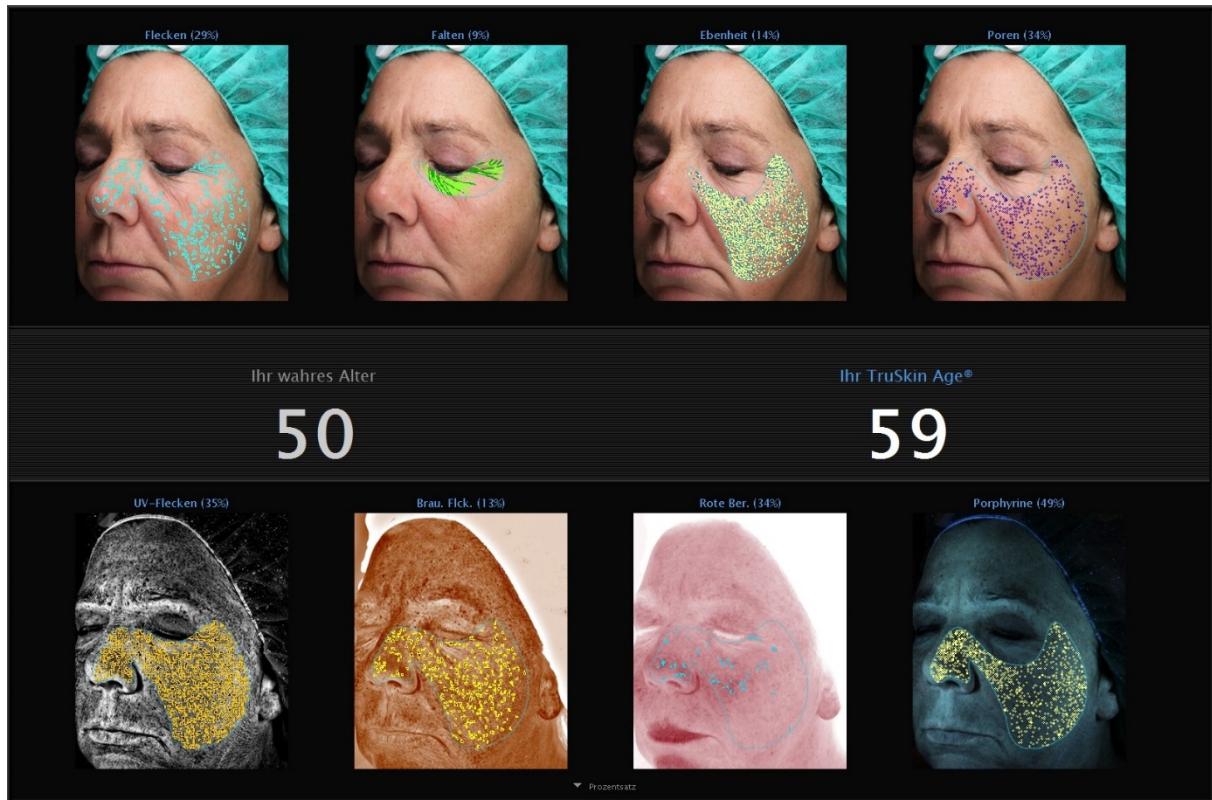 Flecken (29%)
Falten (9%)
Ebenheit (14%)
Poren (34%)
Ihr wahres Alter
Ihr TruSkin Age®
50
59
UV-Flecken (35%)
Brau. Flck. (13%)
Rote Ber. (34%)
Porphyrine (49%)
Prozentsatz